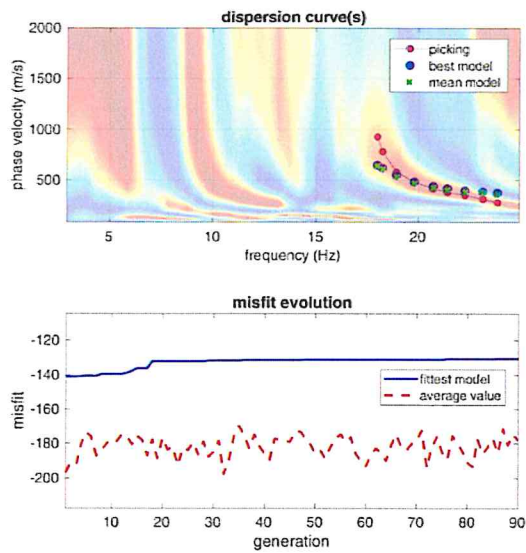 dispersion curve(s)
2000
1500
1000
500
phase velocity (m/s)
picking
best model
mean model
5
10
15
20
frequency (Hz)
misfit evolution
-120
-140
-160
-180
-200
misfit
fittest model
average value
10
20
30
40
50
60
70
80
90
generation